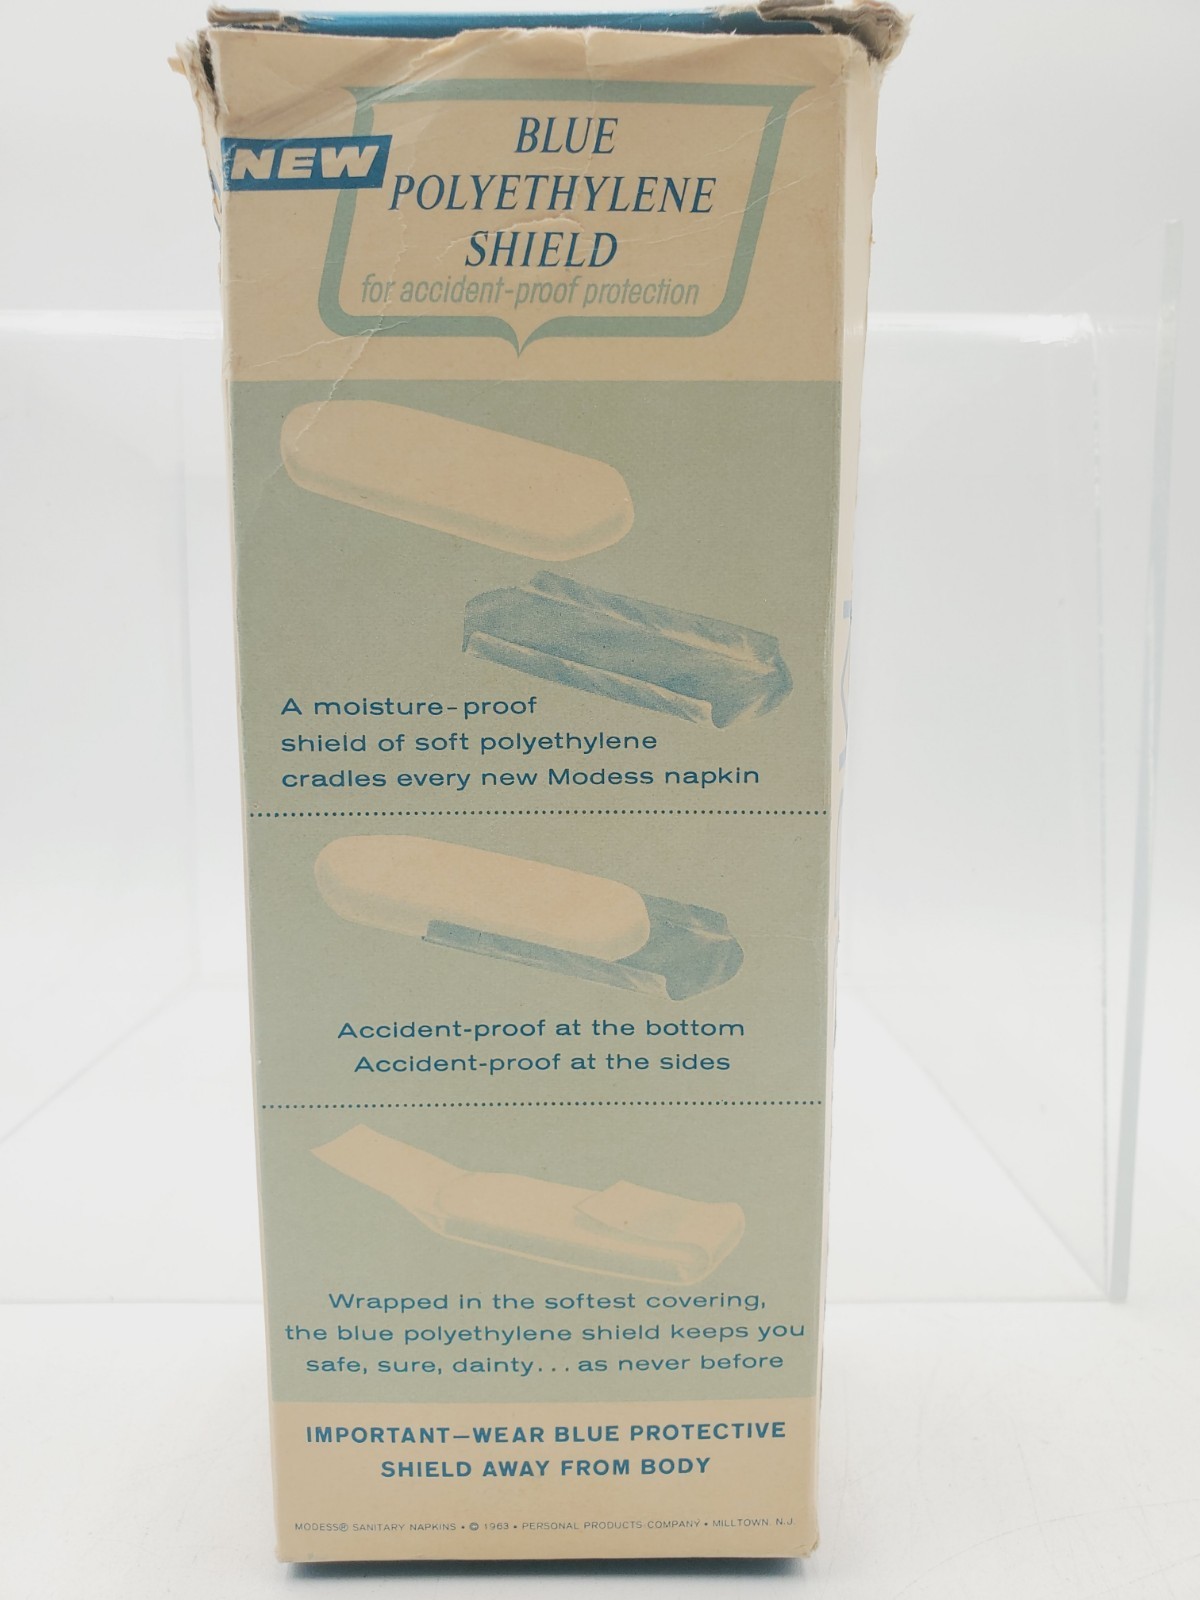 NEW
BLUE
POLYETHYLENE
SHIELD
for accident-proof protection
A moisture-proof
shield of soft polyethylene
cradles every new Modess napkin
Accident-proof at the bottom
Accident-proof at the sides
Wrapped in the softest covering,
the blue polyethylene shield keeps you
safe, sure, dainty...as never before
IMPORTANT—WEAR BLUE PROTECTIVE
SHIELD AWAY FROM BODY
MODESS® SANITARY NAPKINS • © 1963 • PERSONAL PRODUCTS COMPANY • MILLTOWN N.J.